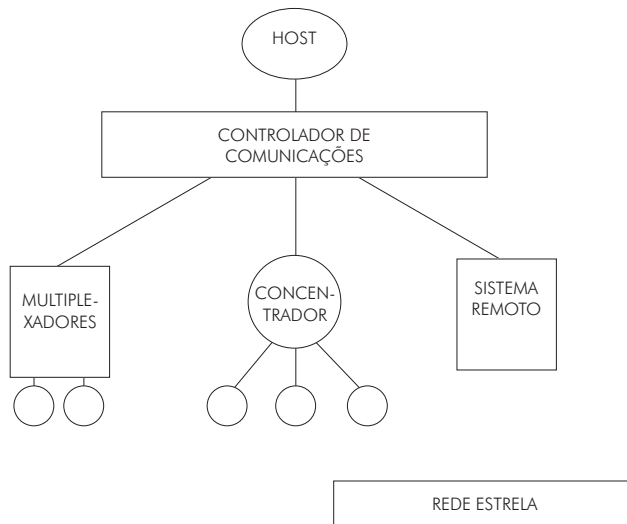 HOST
CONTROLADOR DE
COMUNICAÇÕES
MULTIPLE-
XADORES
CONCEN-
TRADOR
SISTEMA
REMOTO
REDE ESTRELA